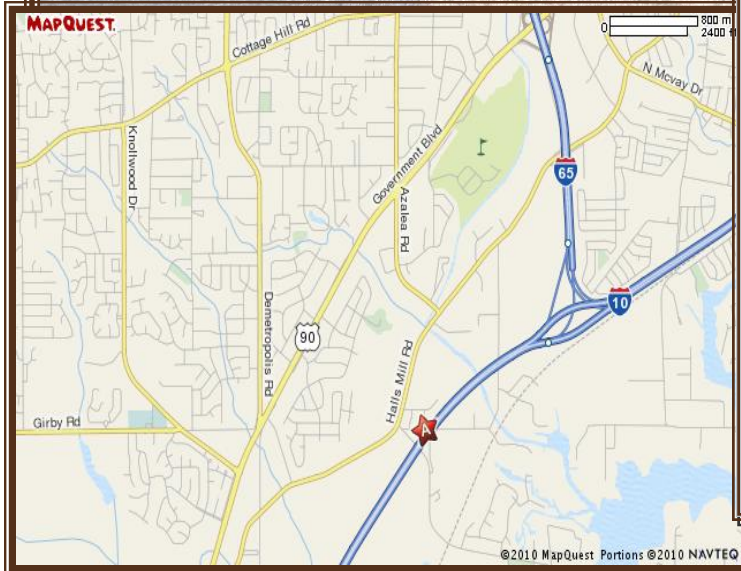 MAPQUEST.
0 800 m
2400 ft
Cottage Hill Rd
N Mcvay Dr
Knollwood Dr
Government Blvd
65
Azalea Rd
10
Demetropolis Rd
90
Halls Mill Rd
Girby Rd
A
©2010 MapQuest Portions ©2010 NAVTEQ